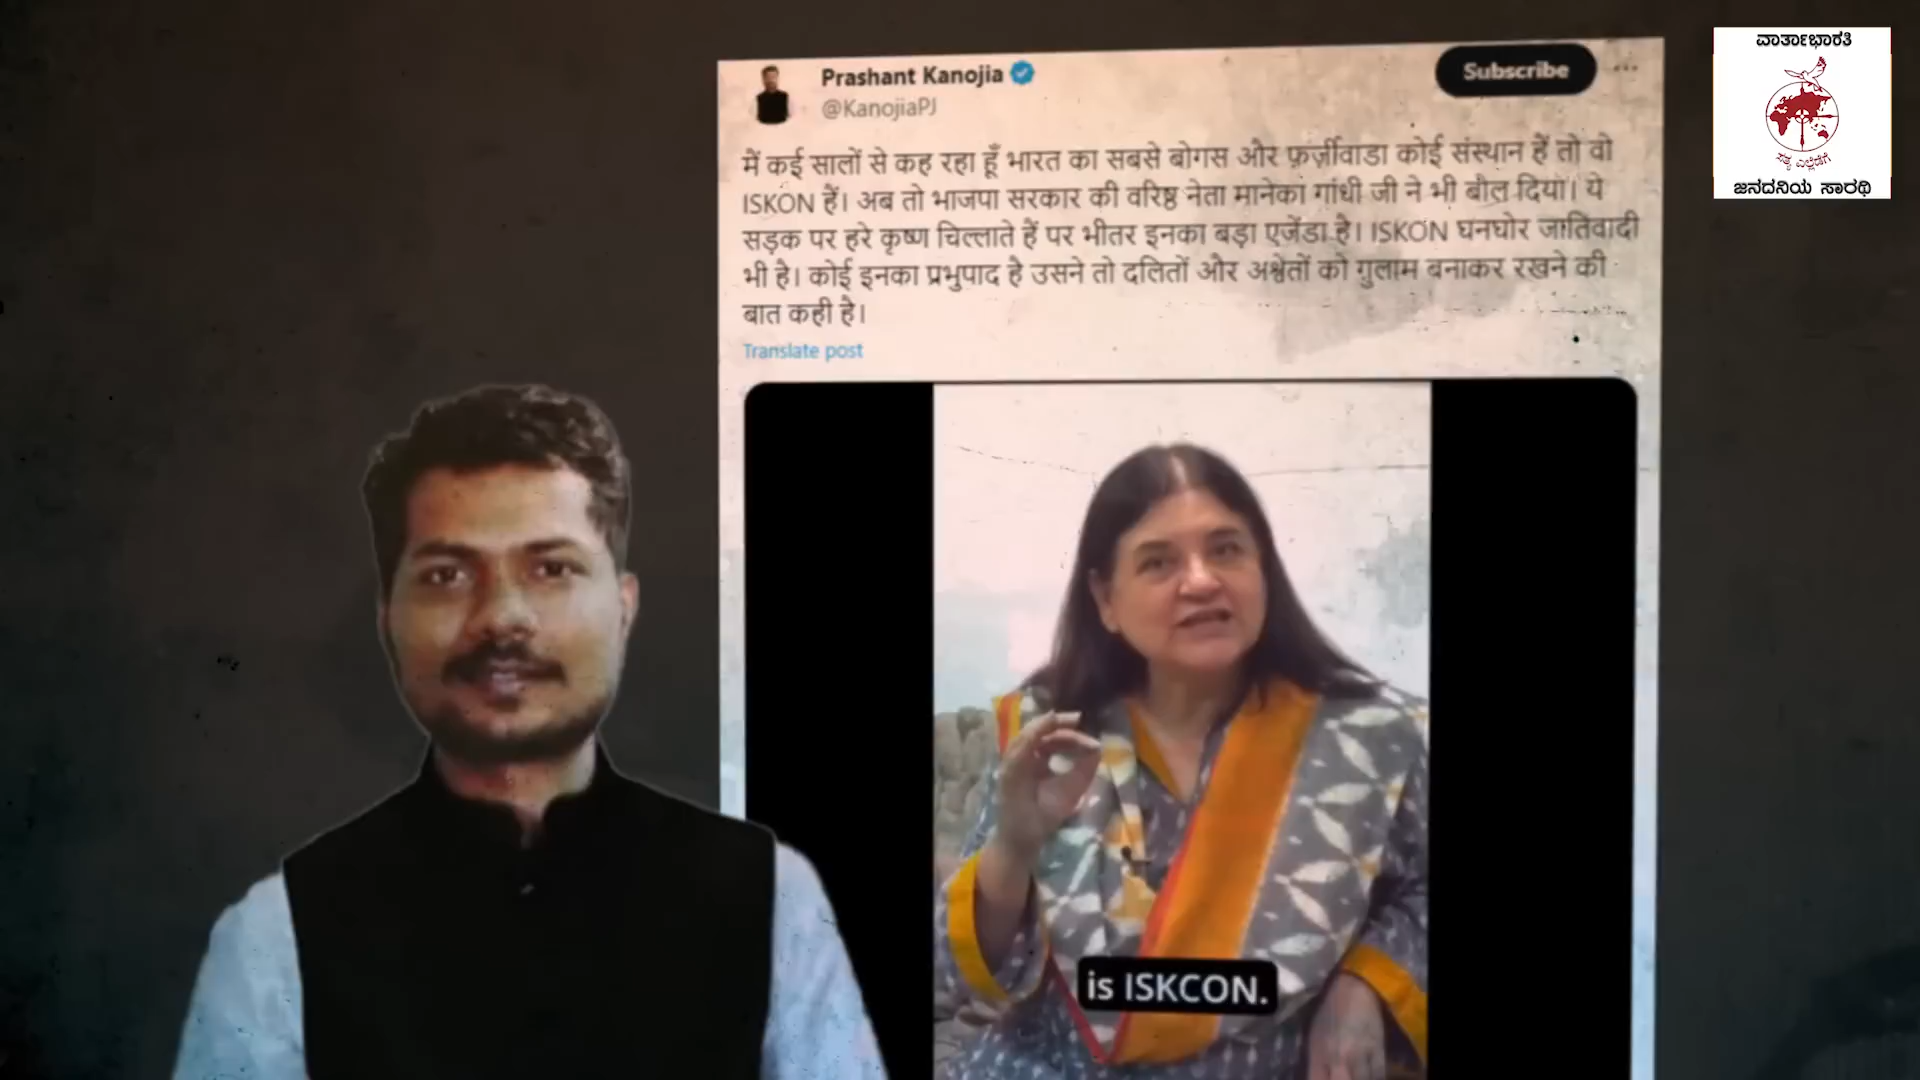 Prashant Kanojia
@KanojiaPJ
Subscribe
मैं कई सालों से कह रहा हूँ भारत का सबसे बोगस और फ़र्ज़ीवाडा कोई संस्थान हैं तो वो
ISKON हैं। अब तो भाजपा सरकार की वरिष्ठ नेता मानेका गांधी जी ने भी बोल दिया। ये
सड़क पर हरे कृष्ण चिल्लाते हैं पर भीतर इनका बड़ा एजेंडा है। ISKON घनघोर जातिवादी
भी है। कोई इनका प्रभुपाद है उसने तो दलितों और अश्वेतों को ग़ुलाम बनाकर रखने की
बात कही है।
Translate post
is ISKCON.
ವಾರ್ತಾಭಾರತಿ
ಸತ್ಯ ಎಲ್ಲೆಡೆಗೆ
ಜನದನಿಯ ಸಾರಥಿ